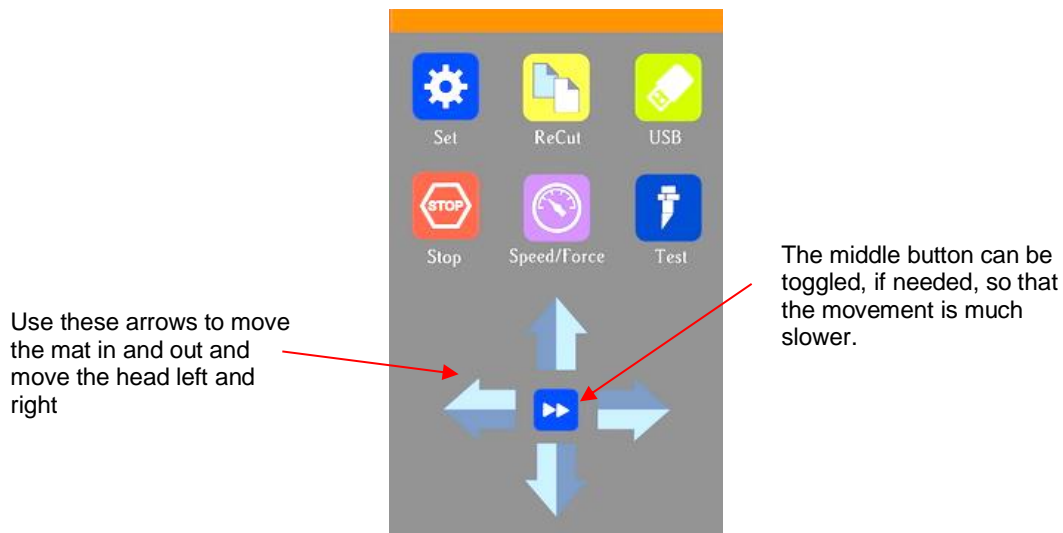 Set ReCut USB
STOP
Stop Speed/Force Test
The middle button can be
toggled, if needed, so that
the movement is much
slower.
Use these arrows to move
the mat in and out and
move the head left and
right